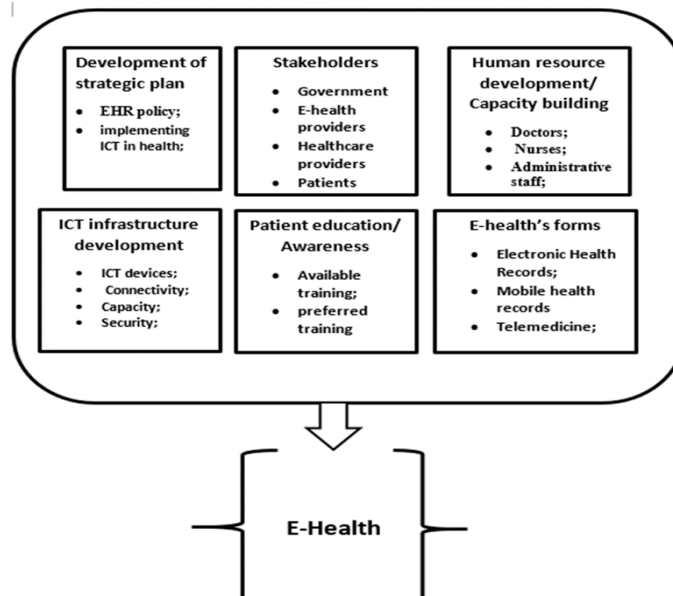 Development of
strategic plan
• EHR policy;
• implementing
ICT in health;
Stakeholders
• Government
• E-health
providers
• Healthcare
providers
• Patients
Human resource
development/
Capacity building
• Doctors;
• Nurses;
• Administrative
staff;
ICT infrastructure
development
• ICT devices;
• Connectivity;
• Capacity;
• Security;
Patient education/
Awareness
• Available
training;
• preferred
training
E-health's forms
• Electronic Health
Records;
• Mobile health
records
• Telemedicine;
E-Health